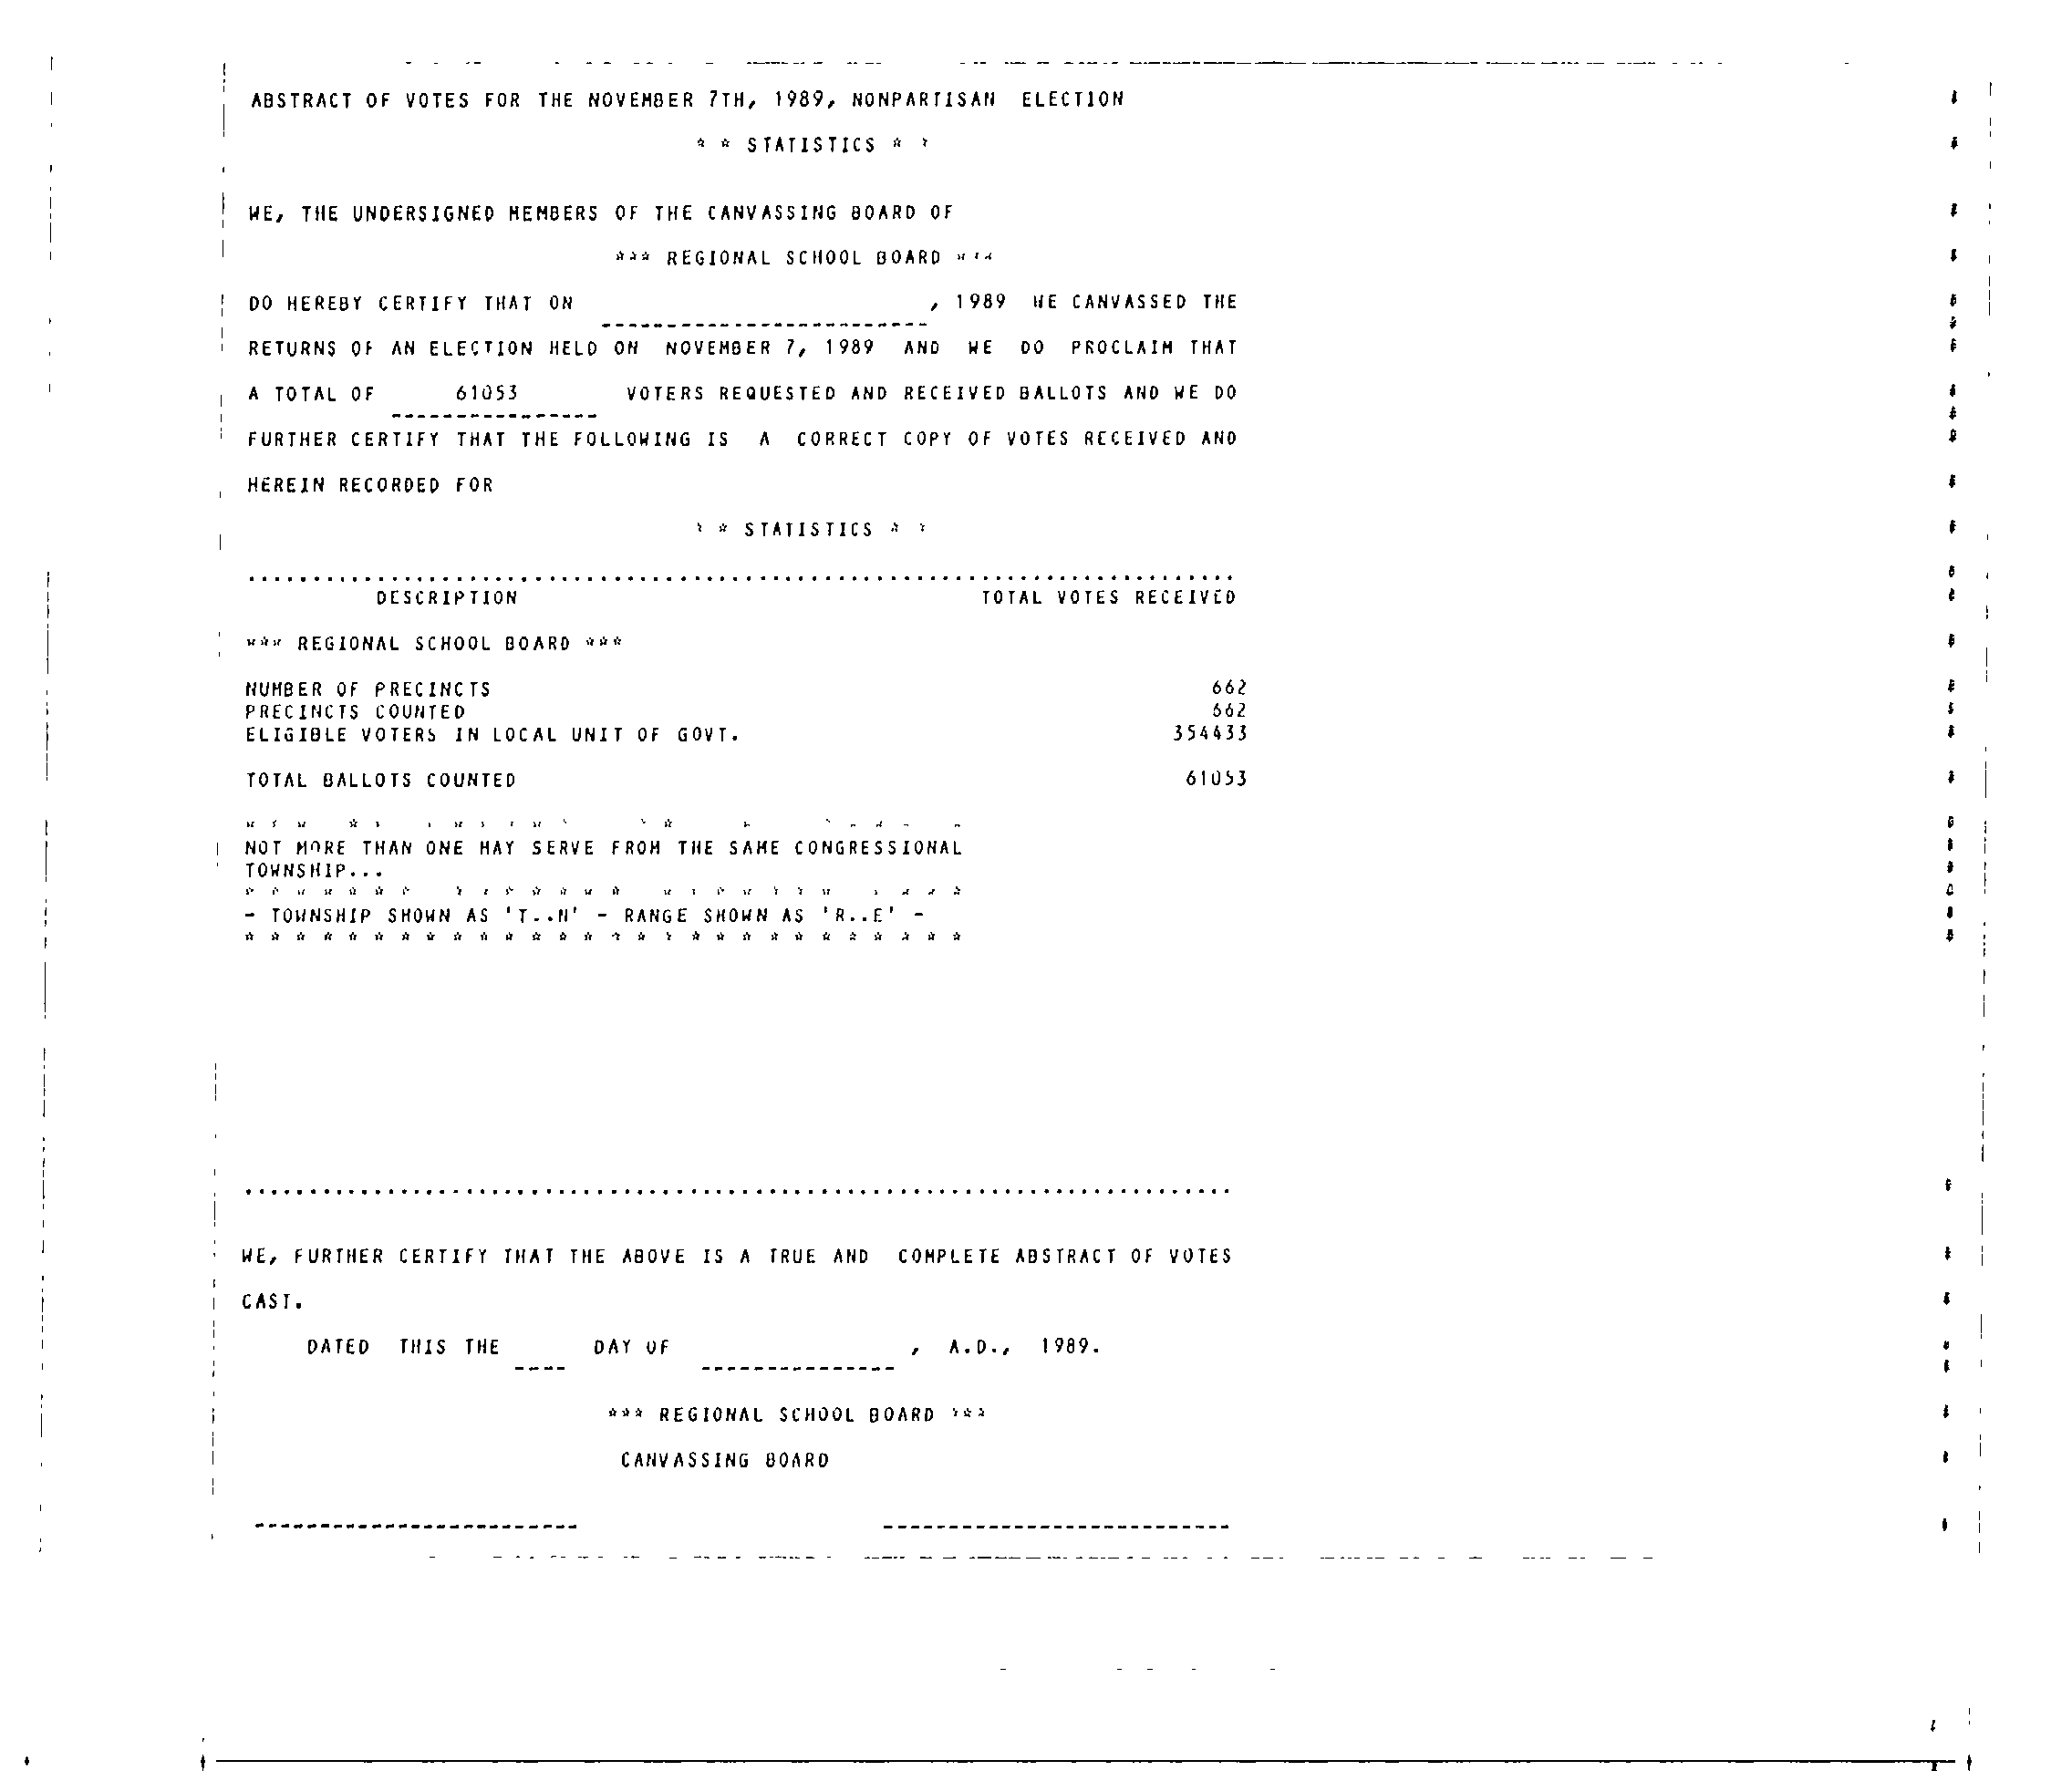 ABSTRACT OF VOTES FOR THE NOVEMBER 7TH, 1989, NONPARTISAN ELECTION
* * STATISTICS * *
WE, THE UNDERSIGNED MEMBERS OF THE CANVASSING BOARD OF
*** REGIONAL SCHOOL BOARD ***
DO HEREBY CERTIFY THAT ON , 1989 WE CANVASSED THE
RETURNS OF AN ELECTION HELD ON NOVEMBER 7, 1989 AND WE DO PROCLAIM THAT
A TOTAL OF 61053 VOTERS REQUESTED AND RECEIVED BALLOTS AND WE DO
FURTHER CERTIFY THAT THE FOLLOWING IS A CORRECT COPY OF VOTES RECEIVED AND
HEREIN RECORDED FOR
* * STATISTICS * *
DESCRIPTION TOTAL VOTES RECEIVED
*** REGIONAL SCHOOL BOARD ***
NUMBER OF PRECINCTS 662
PRECINCTS COUNTED 662
ELIGIBLE VOTERS IN LOCAL UNIT OF GOVT. 354433
TOTAL BALLOTS COUNTED 61053
NOT MORE THAN ONE MAY SERVE FROM THE SAME CONGRESSIONAL
TOWNSHIP...
- TOWNSHIP SHOWN AS 'T..N' - RANGE SHOWN AS 'R..E' -
* * * * * * * * * * * * * * * * * * * * * * * * * * * *
WE, FURTHER CERTIFY THAT THE ABOVE IS A TRUE AND COMPLETE ABSTRACT OF VOTES
CAST.
DATED THIS THE ---- DAY OF --------------- , A.D., 1989.
*** REGIONAL SCHOOL BOARD ***
CANVASSING BOARD